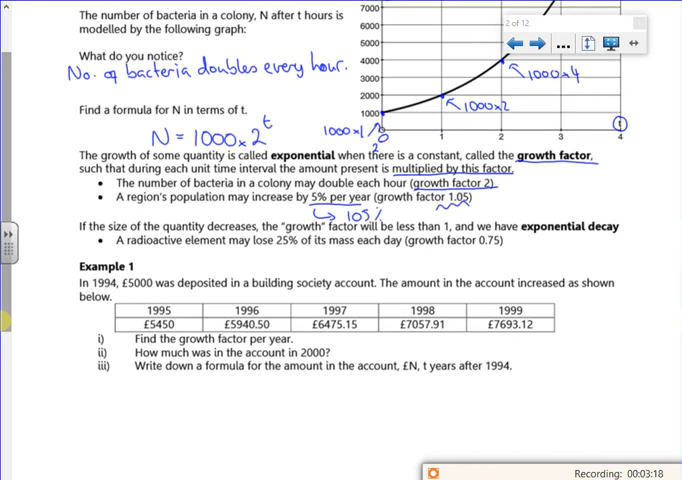 The number of bacteria in a colony, N after t hours is
modelled by the following graph:
7000
6000
5000
4000
3000
2000
1000
2 of 12
What do you notice?
No. of bacteria doubles every hour.
1000×4
1000×2
Find a formula for N in terms of t.
N = 1000 × 2^t
1000×1
2^0
1 2 3 4
t
The growth of some quantity is called exponential when there is a constant, called the growth factor,
such that during each unit time interval the amount present is multiplied by this factor.
• The number of bacteria in a colony may double each hour (growth factor 2)
• A region's population may increase by 5% per year (growth factor 1.05)
↳ 105%
If the size of the quantity decreases, the "growth" factor will be less than 1, and we have exponential decay
• A radioactive element may lose 25% of its mass each day (growth factor 0.75)
Example 1
In 1994, £5000 was deposited in a building society account. The amount in the account increased as shown
below.
1995 1996 1997 1998 1999
£5450 £5940.50 £6475.15 £7057.91 £7693.12
i) Find the growth factor per year.
ii) How much was in the account in 2000?
iii) Write down a formula for the amount in the account, £N, t years after 1994.
Recording: 00:03:18